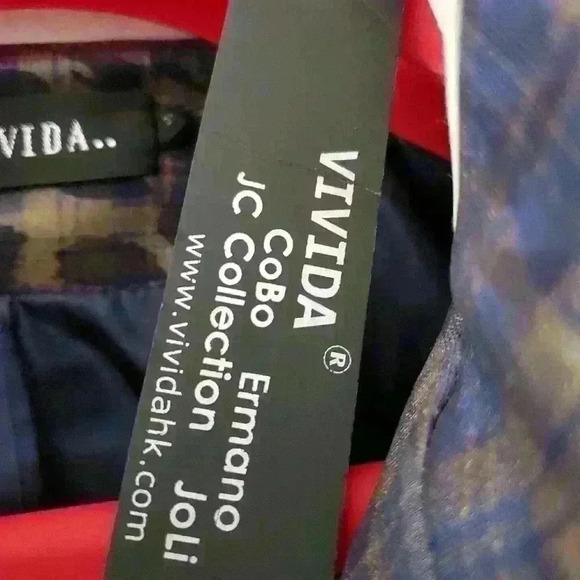 VIDA..
VIVIDA®
CoBo Ermano
JC Collection JoLi
www.vividahk.com